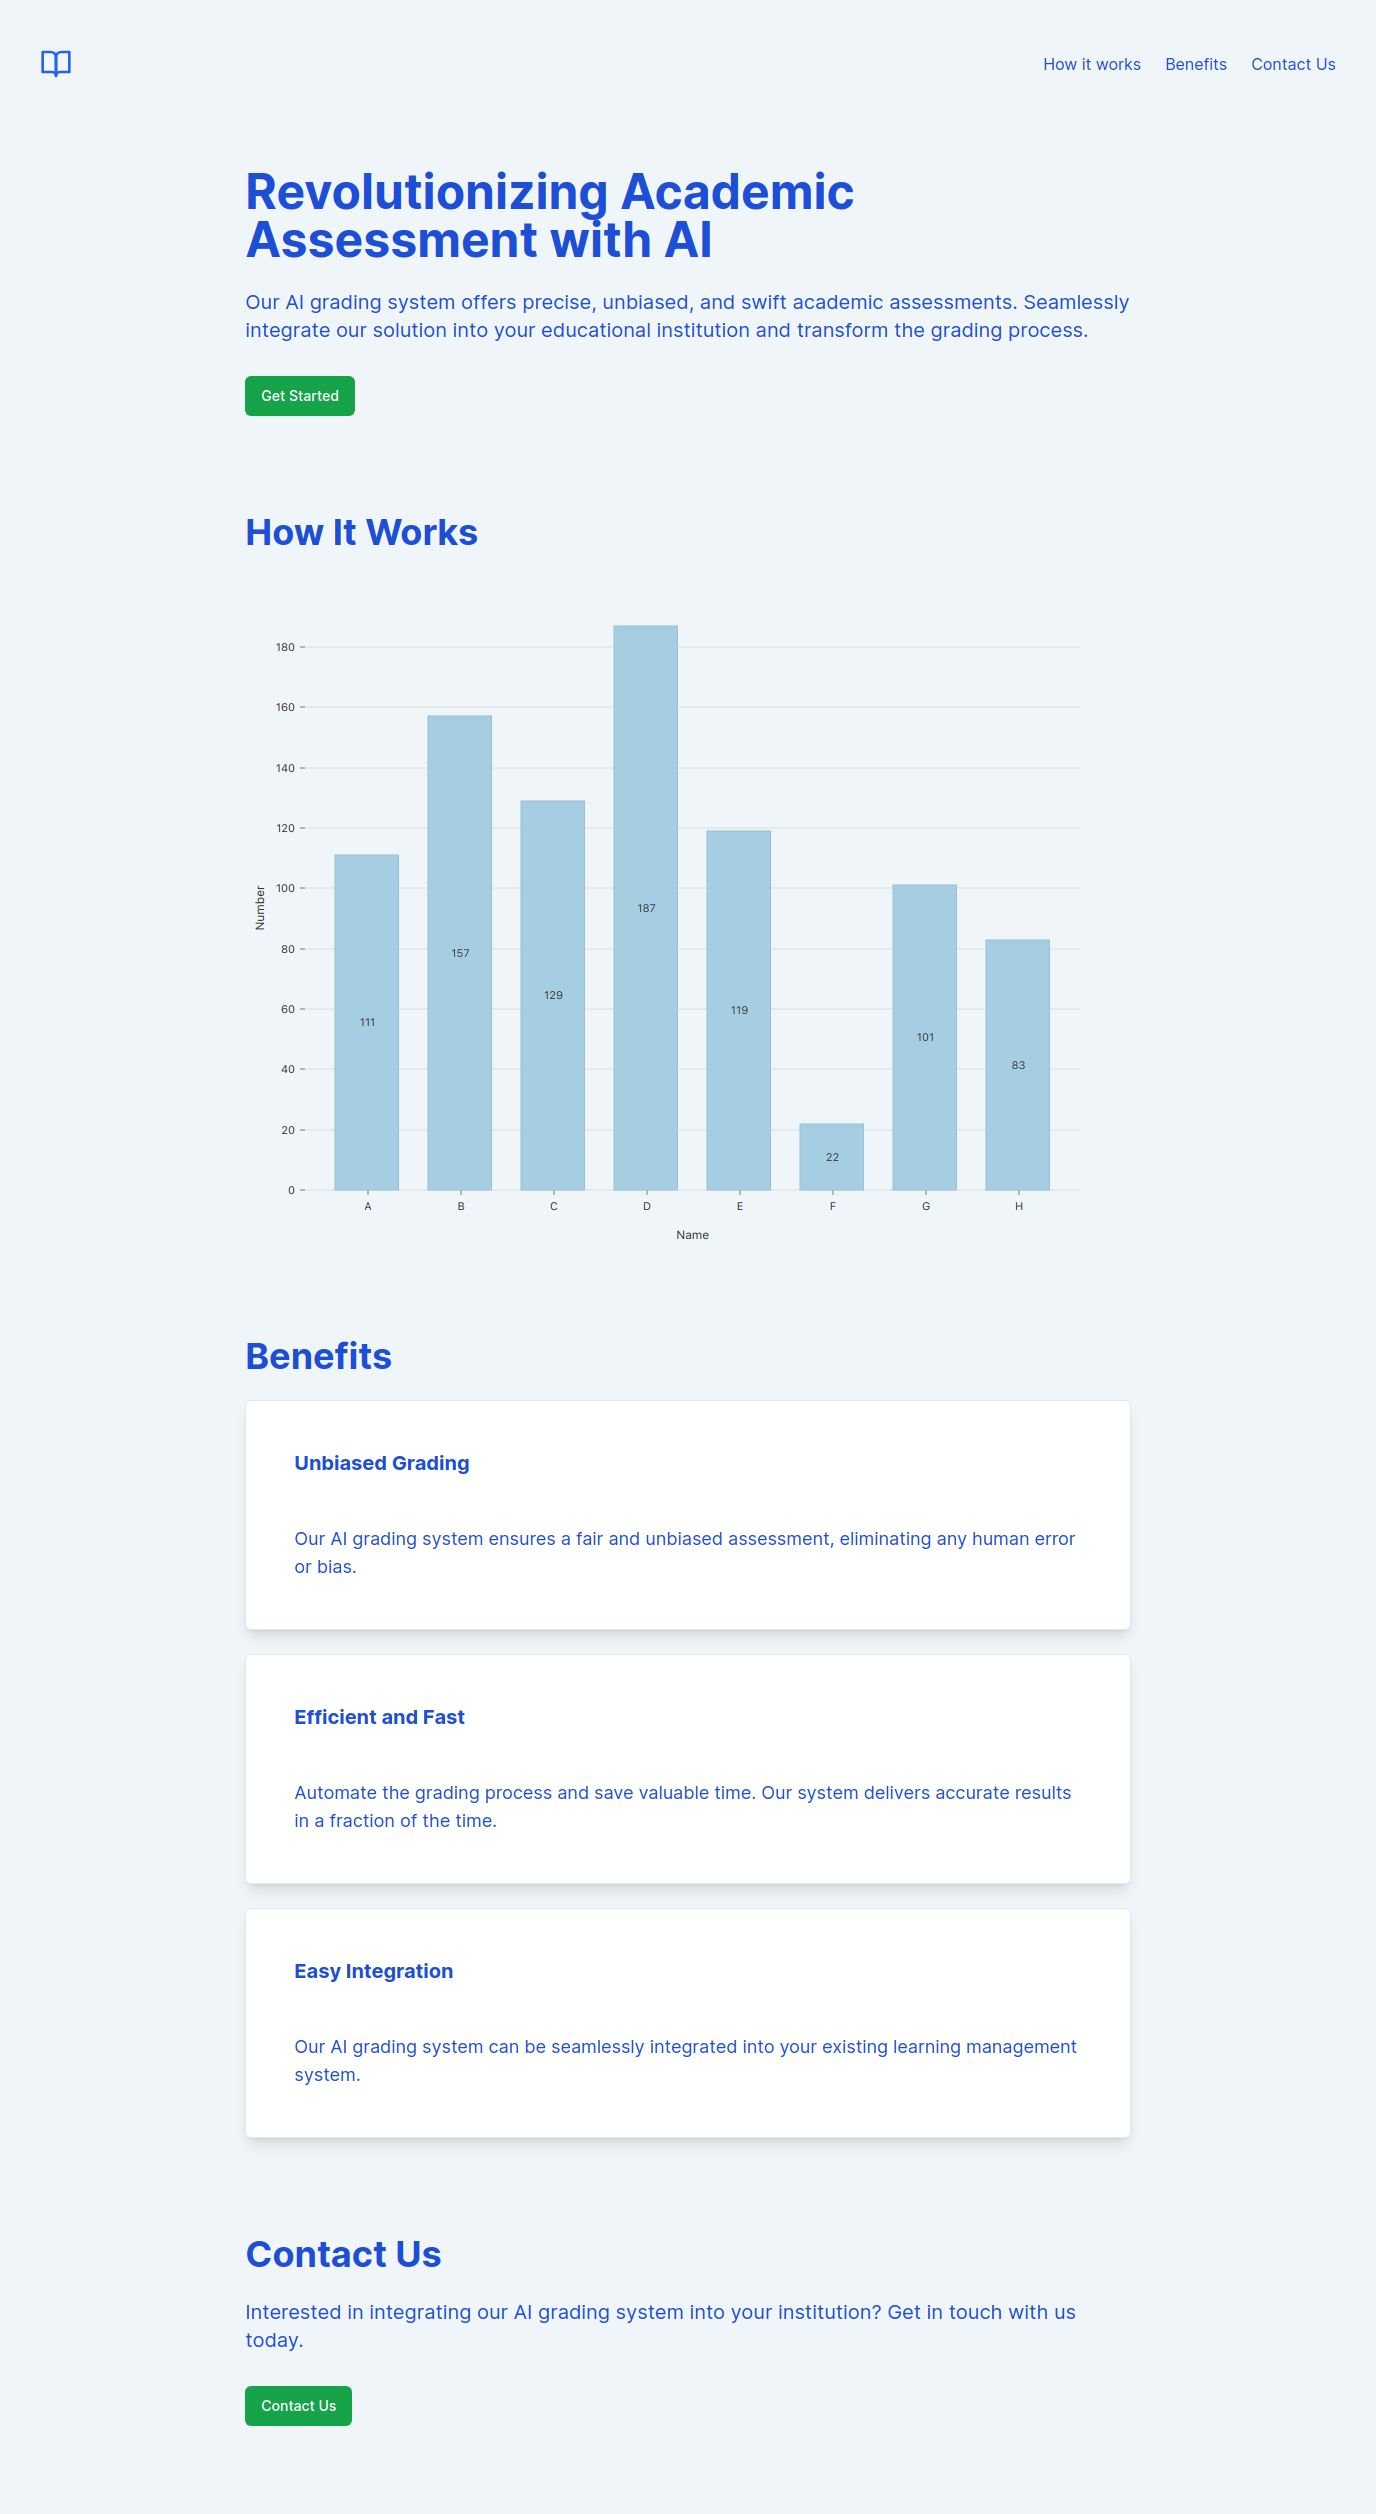 How it works Benefits Contact Us
Revolutionizing Academic
Assessment with AI
Our AI grading system offers precise, unbiased, and swift academic assessments. Seamlessly
integrate our solution into your educational institution and transform the grading process.
Get Started
How It Works
180
160
140
120
100
80
60
40
20
0
Number
111
157
129
187
119
22
101
83
A B C D E F G H
Name
Benefits
Unbiased Grading
Our AI grading system ensures a fair and unbiased assessment, eliminating any human error
or bias.
Efficient and Fast
Automate the grading process and save valuable time. Our system delivers accurate results
in a fraction of the time.
Easy Integration
Our AI grading system can be seamlessly integrated into your existing learning management
system.
Contact Us
Interested in integrating our AI grading system into your institution? Get in touch with us
today.
Contact Us